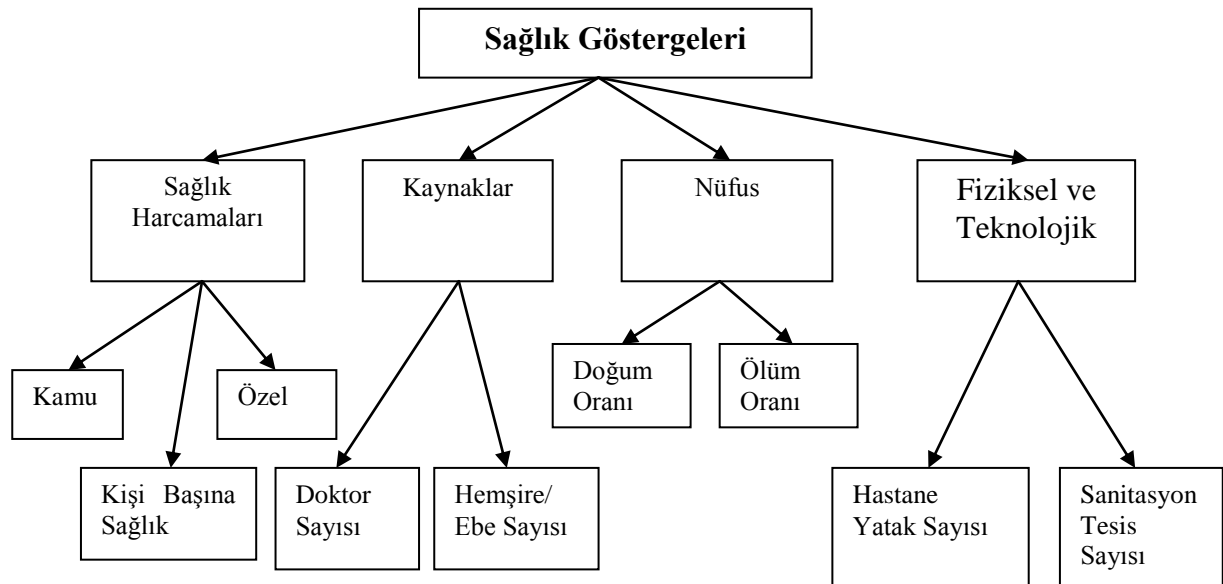 Sağlık Göstergeleri
Sağlık
Harcamaları
Kaynaklar
Nüfus
Fiziksel ve
Teknolojik
Kamu
Özel
Doğum
Oranı
Ölüm
Oranı
Kişi Başına
Sağlık
Doktor
Sayısı
Hemşire/
Ebe Sayısı
Hastane
Yatak Sayısı
Sanitasyon
Tesis
Sayısı